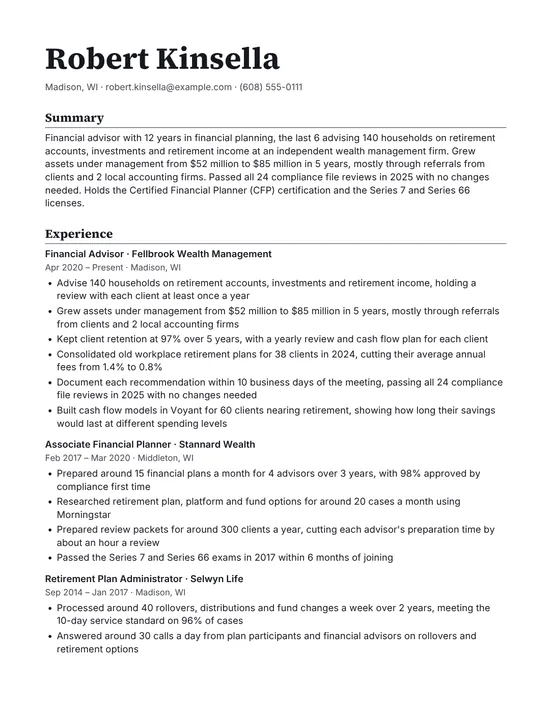 Robert Kinsella
Madison, WI · robert.kinsella@example.com · (608) 555-0111
Summary
Financial advisor with 12 years in financial planning, the last 6 advising 140 households on retirement
accounts, investments and retirement income at an independent wealth management firm. Grew
assets under management from $52 million to $85 million in 5 years, mostly through referrals from
clients and 2 local accounting firms. Passed all 24 compliance file reviews in 2025 with no changes
needed. Holds the Certified Financial Planner (CFP) certification and the Series 7 and Series 66
licenses.
Experience
Financial Advisor · Fellbrook Wealth Management
Apr 2020 – Present · Madison, WI
• Advise 140 households on retirement accounts, investments and retirement income, holding a
review with each client at least once a year
• Grew assets under management from $52 million to $85 million in 5 years, mostly through referrals
from clients and 2 local accounting firms
• Kept client retention at 97% over 5 years, with a yearly review and cash flow plan for each client
• Consolidated old workplace retirement plans for 38 clients in 2024, cutting their average annual
fees from 1.4% to 0.8%
• Document each recommendation within 10 business days of the meeting, passing all 24 compliance
file reviews in 2025 with no changes needed
• Built cash flow models in Voyant for 60 clients nearing retirement, showing how long their savings
would last at different spending levels
Associate Financial Planner · Stannard Wealth
Feb 2017 – Mar 2020 · Middleton, WI
• Prepared around 15 financial plans a month for 4 advisors over 3 years, with 98% approved by
compliance first time
• Researched retirement plan, platform and fund options for around 20 cases a month using
Morningstar
• Prepared review packets for around 300 clients a year, cutting each advisor's preparation time by
about an hour a review
• Passed the Series 7 and Series 66 exams in 2017 within 6 months of joining
Retirement Plan Administrator · Selwyn Life
Sep 2014 – Jan 2017 · Madison, WI
• Processed around 40 rollovers, distributions and fund changes a week over 2 years, meeting the
10-day service standard on 96% of cases
• Answered around 30 calls a day from plan participants and financial advisors on rollovers and
retirement options